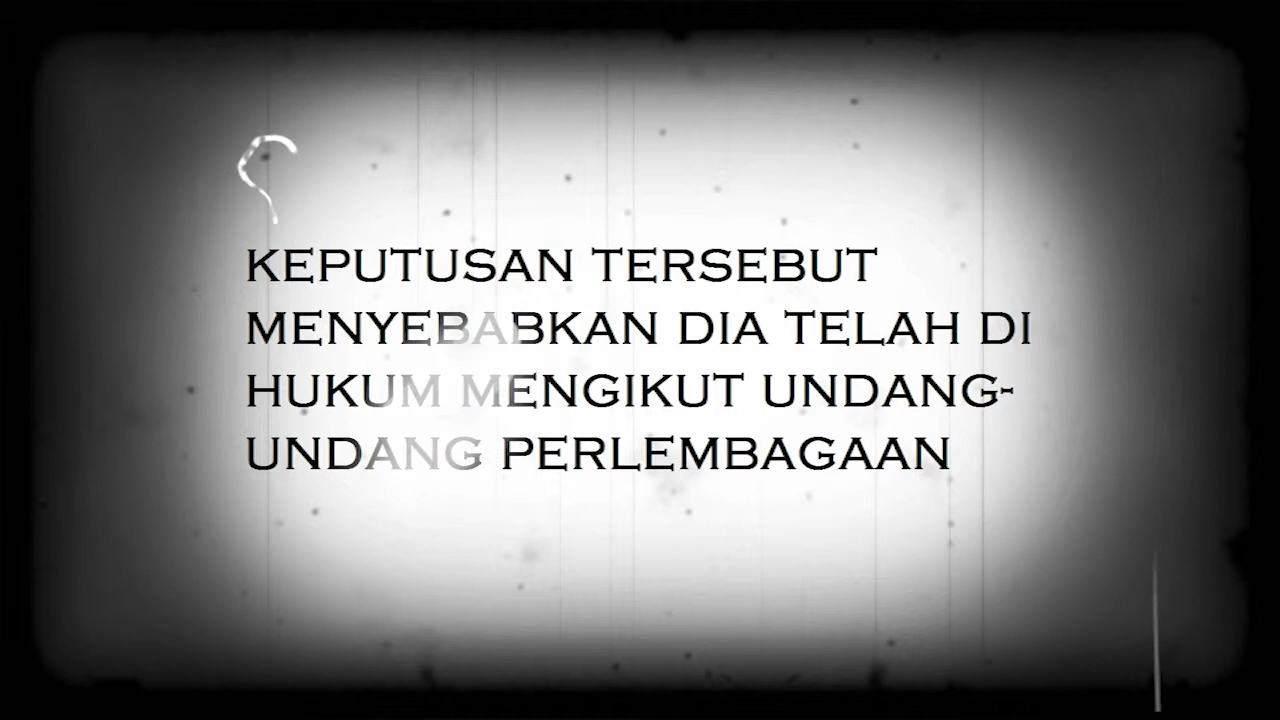 KEPUTUSAN TERSEBUT
MENYEBABKAN DIA TELAH DI
HUKUM MENGIKUT UNDANG-
UNDANG PERLEMBAGAAN